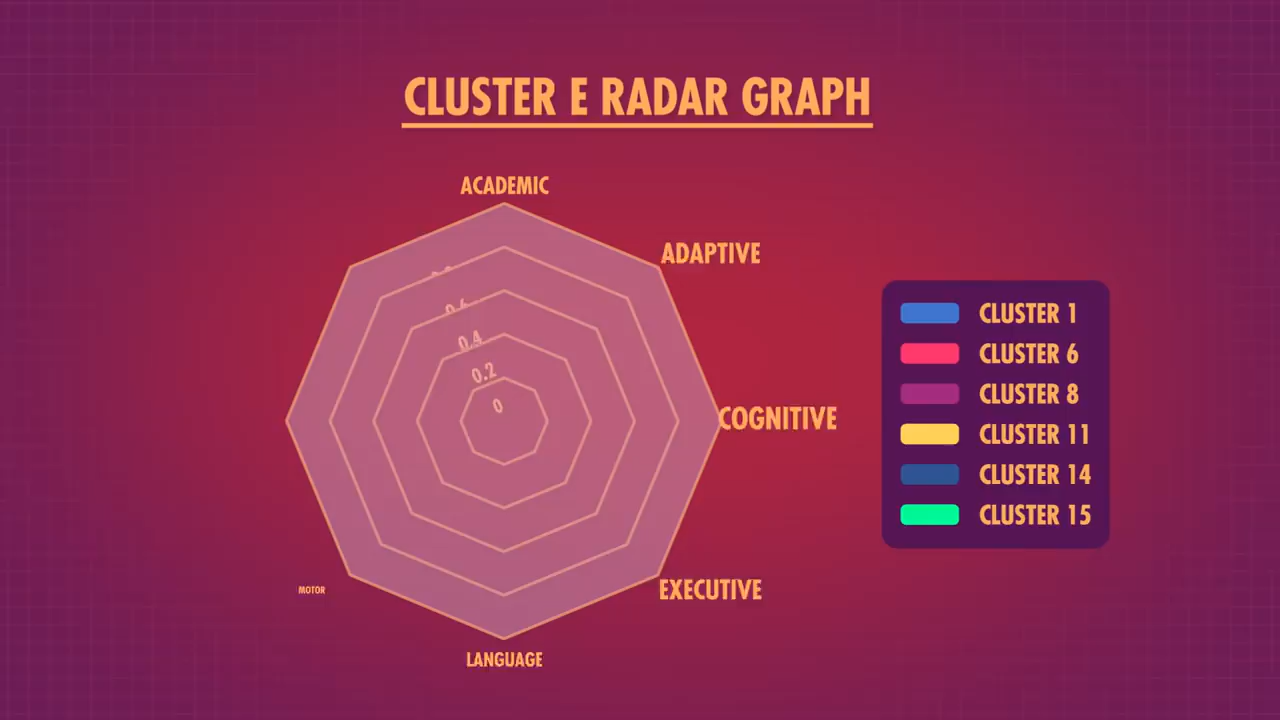 CLUSTER E RADAR GRAPH
ACADEMIC
ADAPTIVE
0.4
0.2
0
COGNITIVE
MOTOR
EXECUTIVE
LANGUAGE
CLUSTER 1
CLUSTER 6
CLUSTER 8
CLUSTER 11
CLUSTER 14
CLUSTER 15